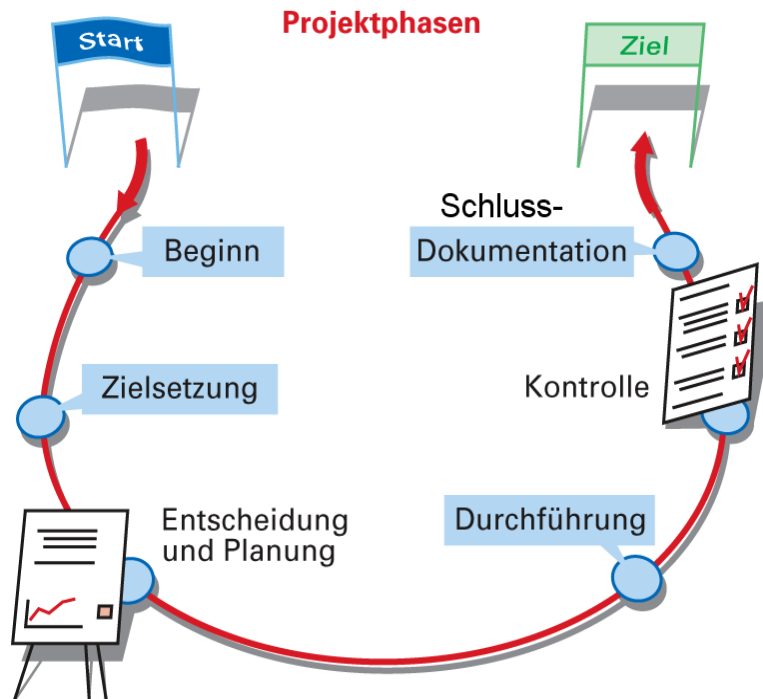 Projektphasen
Start
Ziel
Beginn
Zielsetzung
Entscheidung
und Planung
Durchführung
Kontrolle
Schluss-
Dokumentation